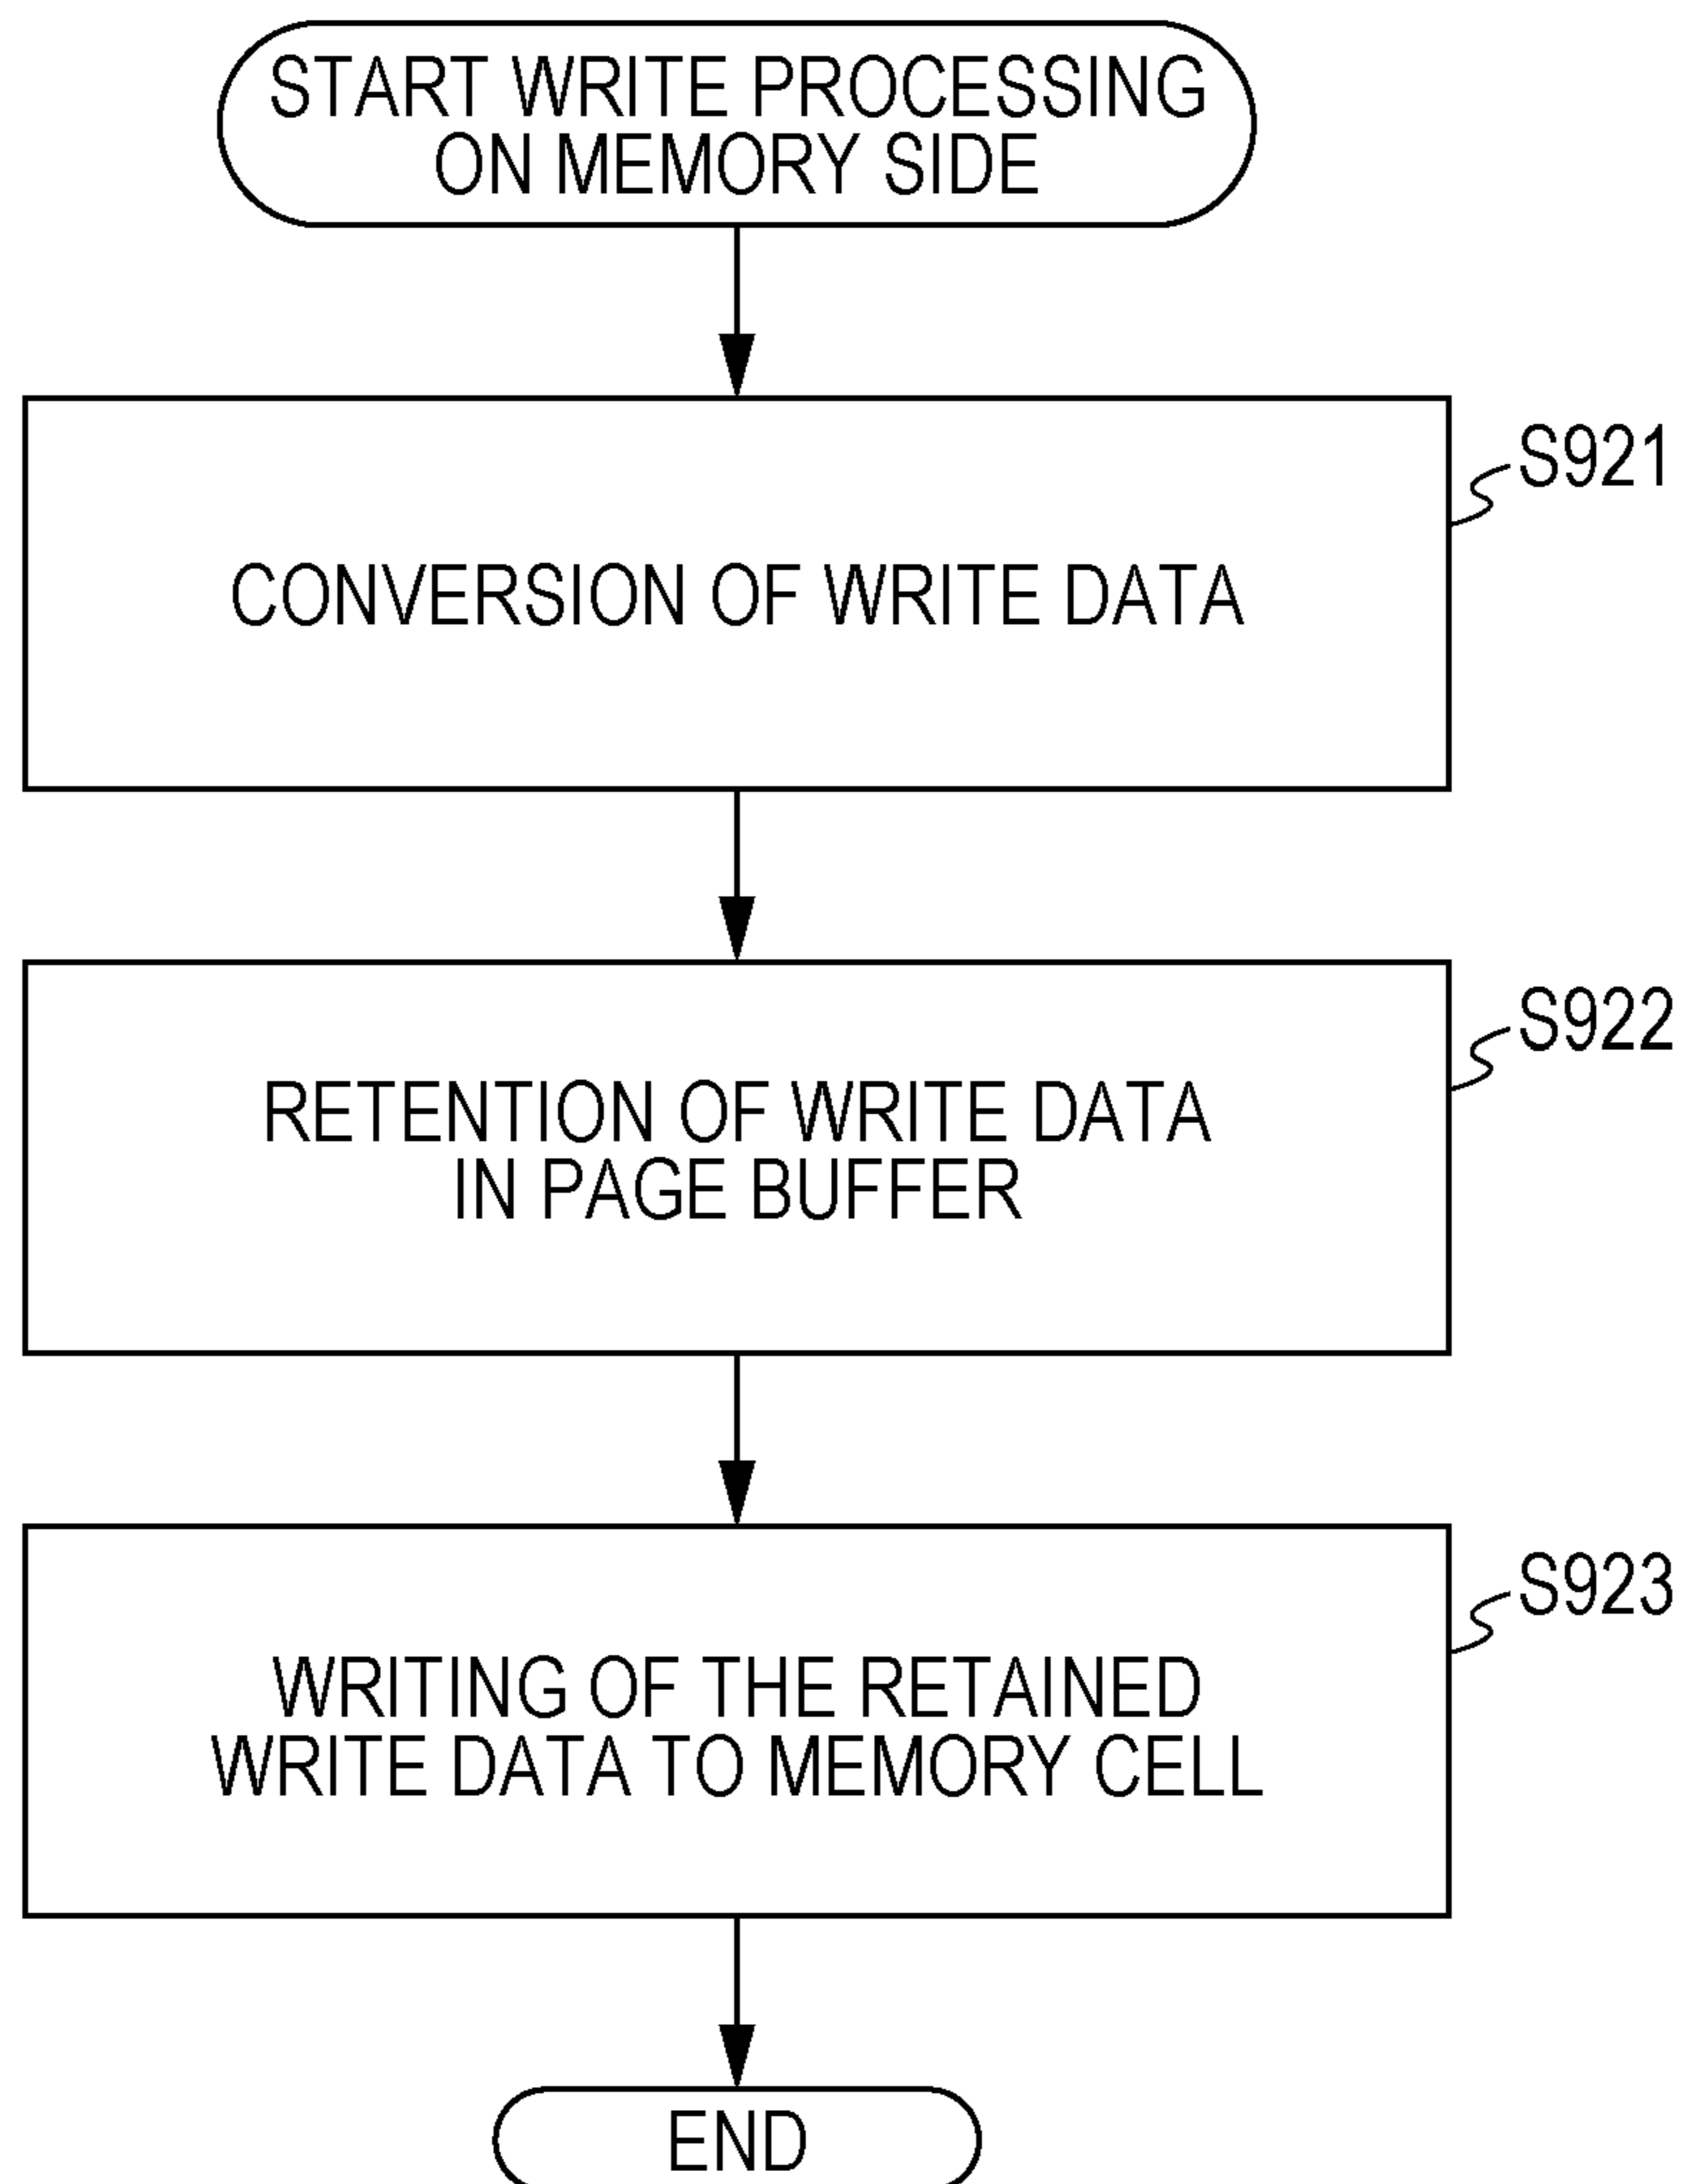 START WRITE PROCESSING
ON MEMORY SIDE
S921
CONVERSION OF WRITE DATA
S922
RETENTION OF WRITE DATA
IN PAGE BUFFER
S923
WRITING OF THE RETAINED
WRITE DATA TO MEMORY CELL
END